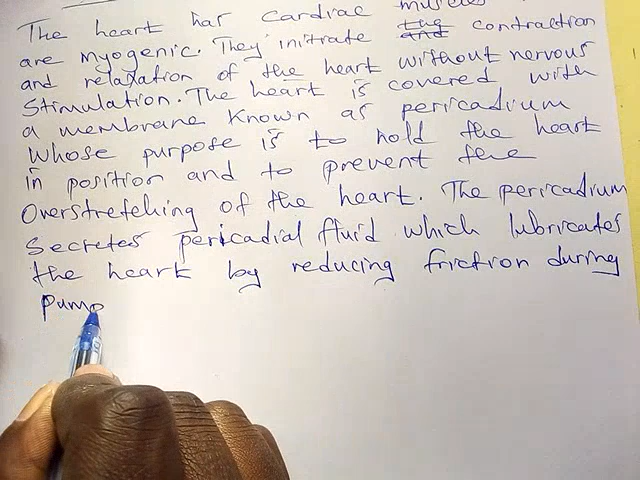 The heart has cardiac muscles
are myogenic. They initrate the contraction
and relaxation of the heart without nervous
Stimulation. The heart is covered with
a membrane known as pericadium
Whose purpose is to hold the heart
in position and to prevent the
Overstretching of the heart. The pericadium
Secretes pericadial fluid which lubricates
the heart by reducing friction during
pump